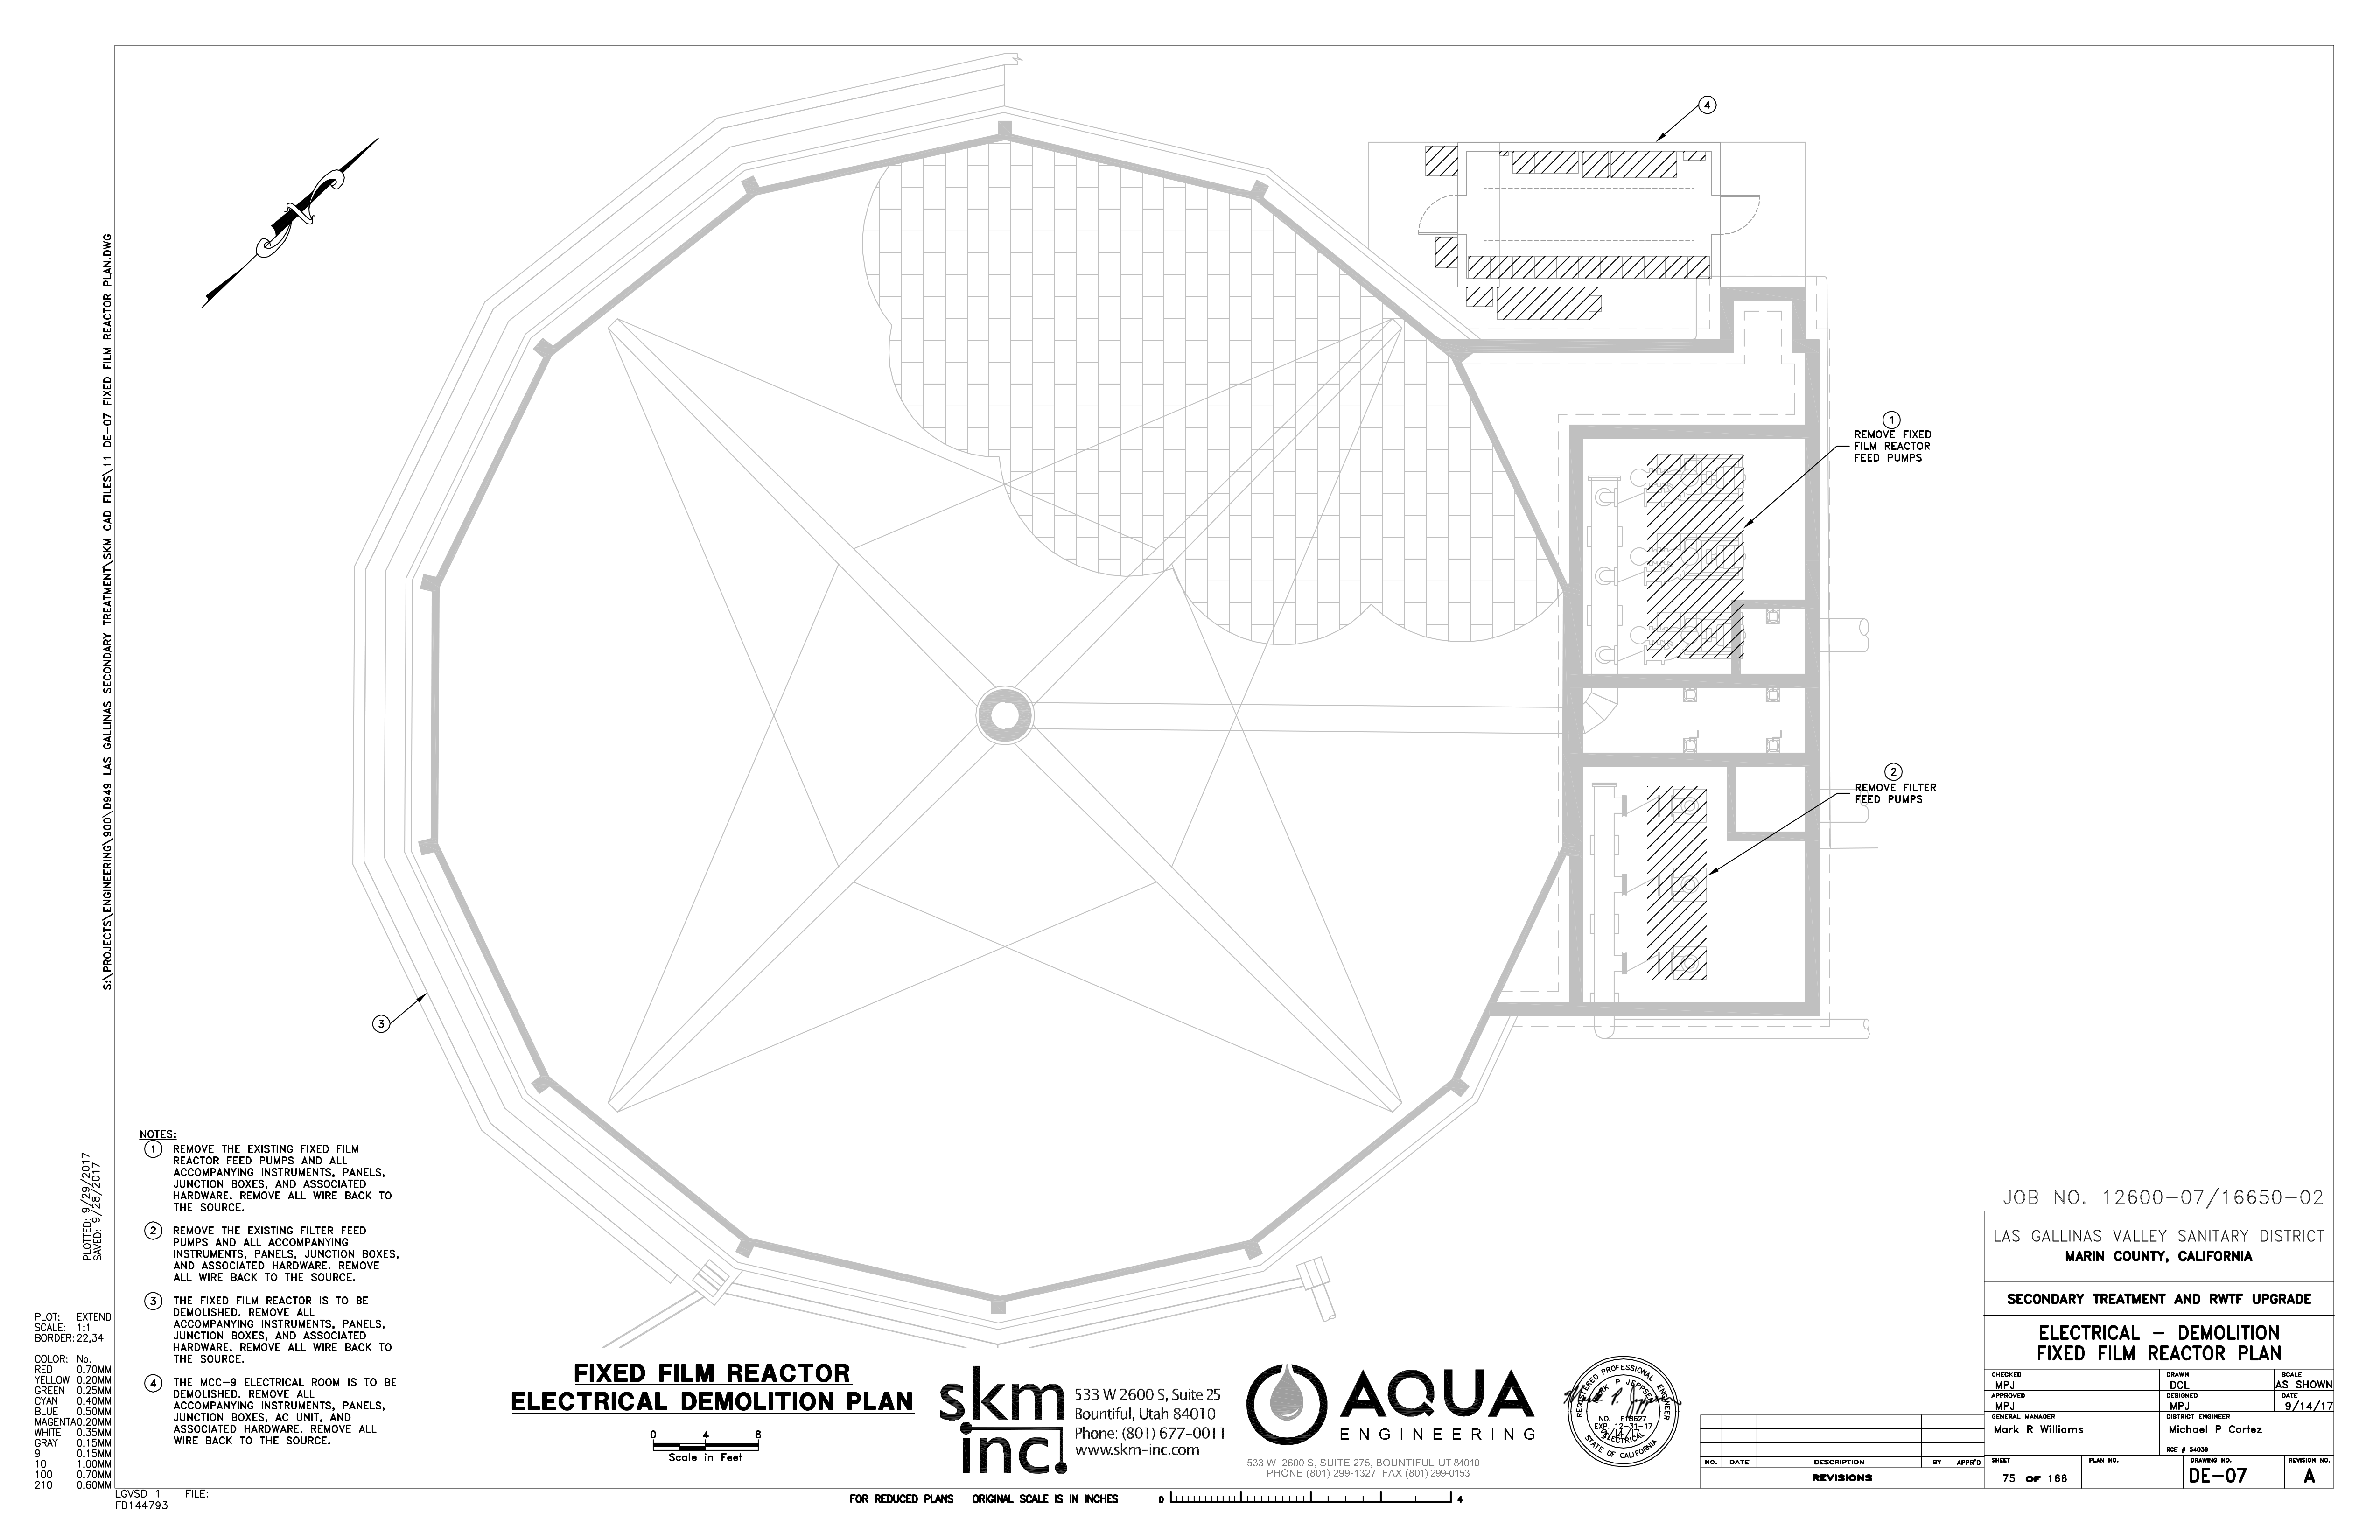 4
1
REMOVE FIXED
FILM REACTOR
FEED PUMPS
2
REMOVE FILTER
FEED PUMPS
3
S:\PROJECTS\ENGINEERING\900\D949 LAS GALLINAS SECONDARY TREATMENT\SKM CAD FILES\11 DE-07 FIXED FILM REACTOR PLAN.DWG
PLOTTED: 9/29/2017
SAVED: 9/28/2017
NOTES:
1 REMOVE THE EXISTING FIXED FILM
REACTOR FEED PUMPS AND ALL
ACCOMPANYING INSTRUMENTS, PANELS,
JUNCTION BOXES, AND ASSOCIATED
HARDWARE. REMOVE ALL WIRE BACK TO
THE SOURCE.
2 REMOVE THE EXISTING FILTER FEED
PUMPS AND ALL ACCOMPANYING
INSTRUMENTS, PANELS, JUNCTION BOXES,
AND ASSOCIATED HARDWARE. REMOVE
ALL WIRE BACK TO THE SOURCE.
3 THE FIXED FILM REACTOR IS TO BE
DEMOLISHED. REMOVE ALL
ACCOMPANYING INSTRUMENTS, PANELS,
JUNCTION BOXES, AND ASSOCIATED
HARDWARE. REMOVE ALL WIRE BACK TO
THE SOURCE.
4 THE MCC-9 ELECTRICAL ROOM IS TO BE
DEMOLISHED. REMOVE ALL
ACCOMPANYING INSTRUMENTS, PANELS,
JUNCTION BOXES, AC UNIT, AND
ASSOCIATED HARDWARE. REMOVE ALL
WIRE BACK TO THE SOURCE.
PLOT: EXTEND
SCALE: 1:1
BORDER: 22,34
COLOR: No.
RED 0.70MM
YELLOW 0.20MM
GREEN 0.25MM
CYAN 0.40MM
BLUE 0.50MM
MAGENTA 0.20MM
WHITE 0.35MM
GRAY 0.15MM
9 0.15MM
10 1.00MM
100 0.70MM
210 0.60MM
LGVSD 1 FILE:
FD144793
FIXED FILM REACTOR
ELECTRICAL DEMOLITION PLAN
0 4 8
Scale in Feet
skm
inc.
533 W 2600 S, Suite 25
Bountiful, Utah 84010
Phone: (801) 677-0011
www.skm-inc.com
AQUA
ENGINEERING
533 W 2600 S, SUITE 275, BOUNTIFUL, UT 84010
PHONE (801) 299-1327 FAX (801) 299-0153
REGISTERED PROFESSIONAL ENGINEER
MARK P JEPPSEN
NO. E18627
EXP. 12-31-17
9/14/17
ELECTRICAL
STATE OF CALIFORNIA
FOR REDUCED PLANS ORIGINAL SCALE IS IN INCHES 0 4
NO. DATE DESCRIPTION BY APPR'D
REVISIONS
JOB NO. 12600-07/16650-02
LAS GALLINAS VALLEY SANITARY DISTRICT
MARIN COUNTY, CALIFORNIA
SECONDARY TREATMENT AND RWTF UPGRADE
ELECTRICAL - DEMOLITION
FIXED FILM REACTOR PLAN
CHECKED DRAWN SCALE
MPJ DCL AS SHOWN
APPROVED DESIGNED DATE
MPJ MPJ 9/14/17
GENERAL MANAGER DISTRICT ENGINEER
Mark R Williams Michael P Cortez
RCE # 54039
SHEET PLAN NO. DRAWING NO. REVISION NO.
75 OF 166 DE-07 A